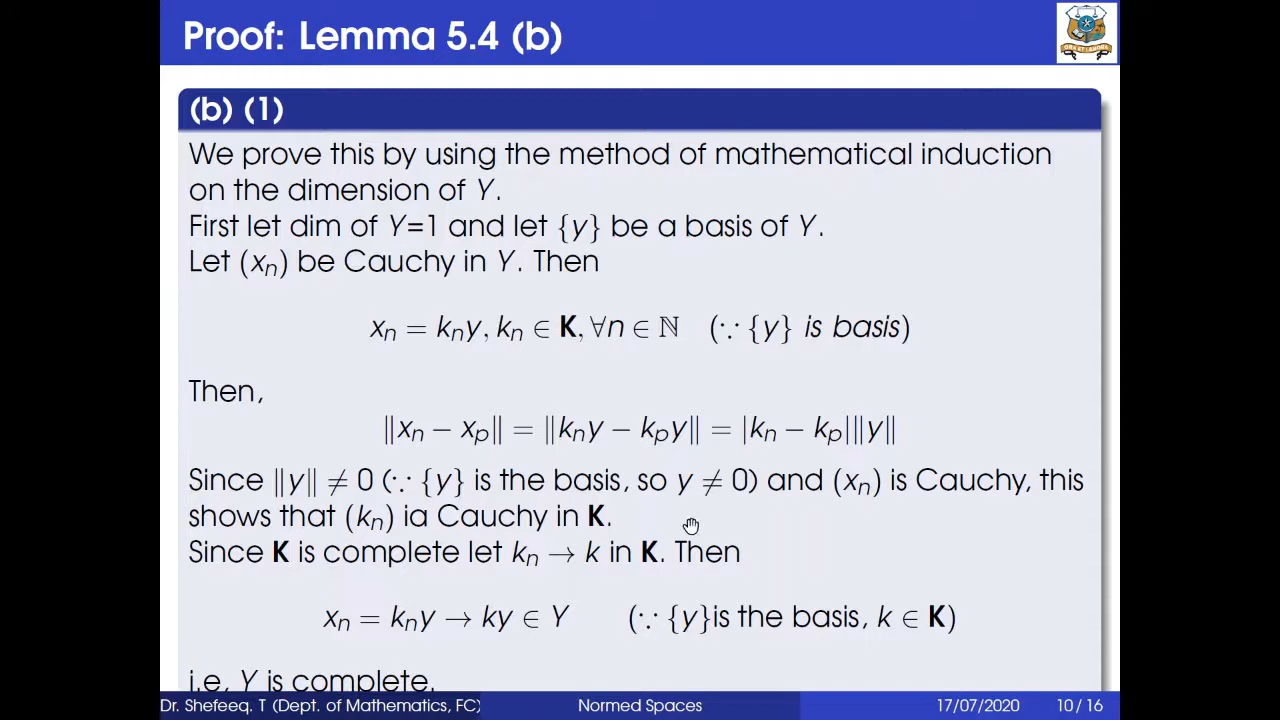 Proof: Lemma 5.4 (b)
(b) (1)
We prove this by using the method of mathematical induction
on the dimension of Y.
First let dim of Y=1 and let {y} be a basis of Y.
Let (xₙ) be Cauchy in Y. Then
xₙ = kₙy, kₙ ∈ K, ∀n ∈ ℕ (∵ {y} is basis)
Then,
‖xₙ − xₚ‖ = ‖kₙy − kₚy‖ = |kₙ − kₚ|‖y‖
Since ‖y‖ ≠ 0 (∵ {y} is the basis, so y ≠ 0) and (xₙ) is Cauchy, this
shows that (kₙ) ia Cauchy in K.
Since K is complete let kₙ → k in K. Then
xₙ = kₙy → ky ∈ Y (∵ {y}is the basis, k ∈ K)
i.e, Y is complete.
Dr. Shefeeq. T (Dept. of Mathematics, FC) Normed Spaces 17/07/2020 10 / 16